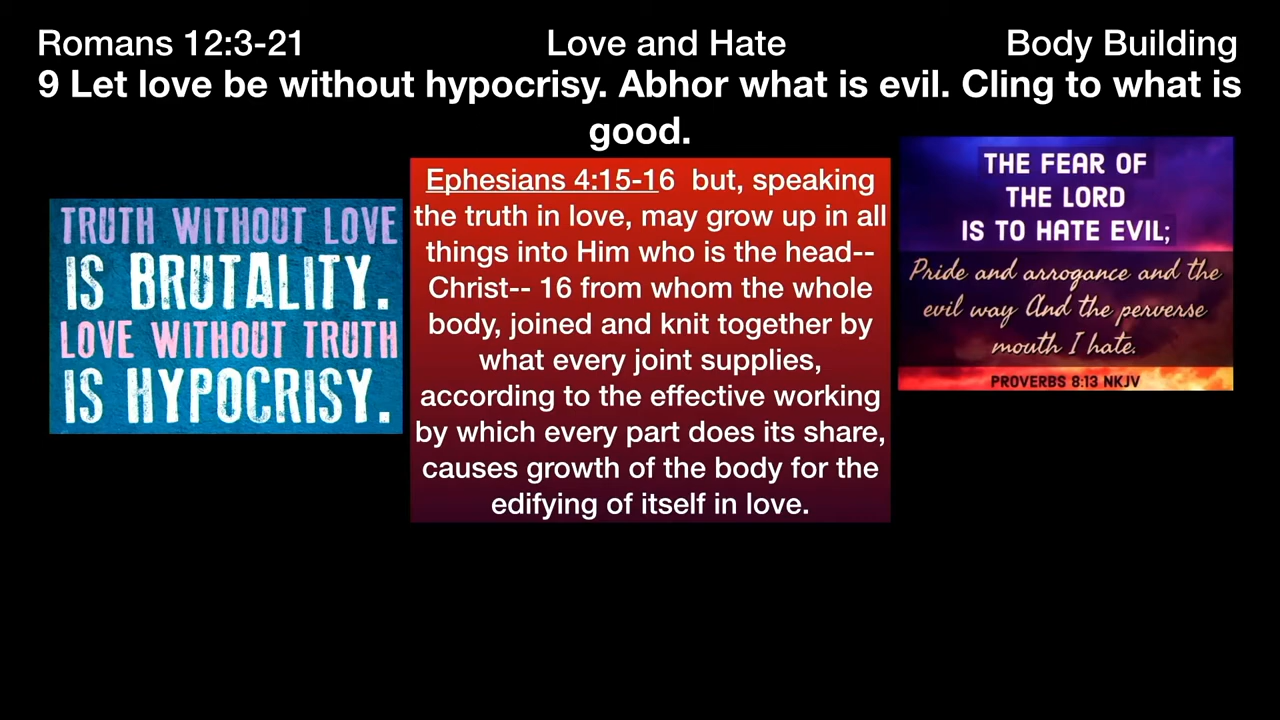 Romans 12:3-21 Love and Hate Body Building
9 Let love be without hypocrisy. Abhor what is evil. Cling to what is
good.
TRUTH WITHOUT LOVE
IS BRUTALITY.
LOVE WITHOUT TRUTH
IS HYPOCRISY.
Ephesians 4:15-16 but, speaking
the truth in love, may grow up in all
things into Him who is the head--
Christ-- 16 from whom the whole
body, joined and knit together by
what every joint supplies,
according to the effective working
by which every part does its share,
causes growth of the body for the
edifying of itself in love.
THE FEAR OF
THE LORD
IS TO HATE EVIL;
Pride and arrogance and the
evil way And the perverse
mouth I hate.
PROVERBS 8:13 NKJV